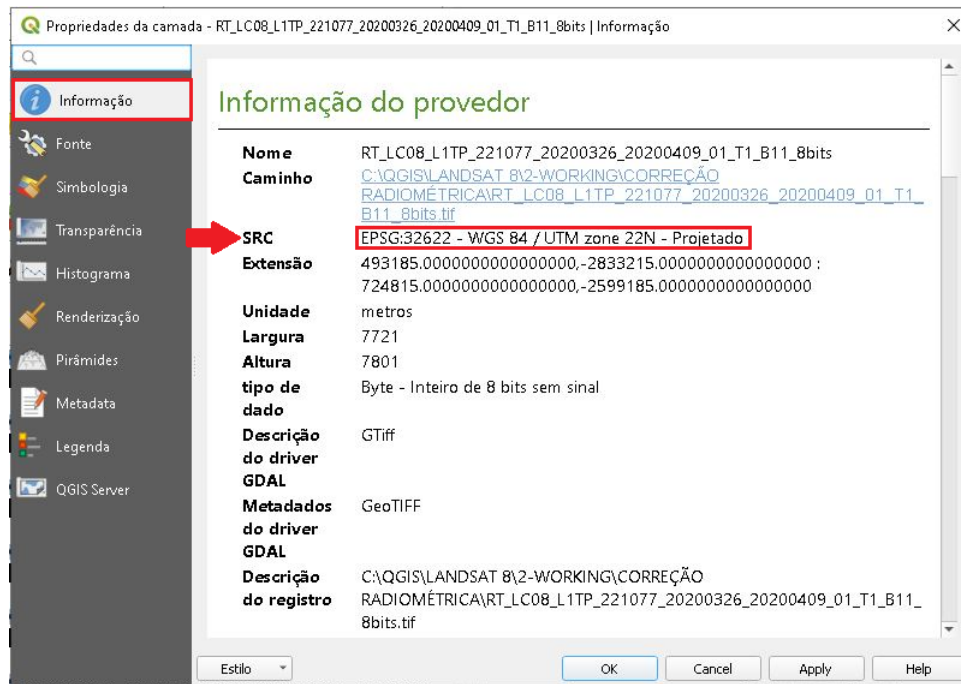 Propriedades da camada - RT_LC08_L1TP_221077_20200326_20200409_01_T1_B11_8bits | Informação
Informação
Fonte
Simbologia
Transparência
Histograma
Renderização
Pirâmides
Metadata
Legenda
QGIS Server
Informação do provedor
Nome RT_LC08_L1TP_221077_20200326_20200409_01_T1_B11_8bits
Caminho C:\QGIS\LANDSAT 8\2-WORKING\CORREÇÃO
RADIOMÉTRICA\RT_LC08_L1TP_221077_20200326_20200409_01_T1_
B11_8bits.tif
SRC EPSG:32622 - WGS 84 / UTM zone 22N - Projetado
Extensão 493185.0000000000000000,-2833215.0000000000000000 :
724815.0000000000000000,-2599185.0000000000000000
Unidade metros
Largura 7721
Altura 7801
tipo de Byte - Inteiro de 8 bits sem sinal
dado
Descrição GTiff
do driver
GDAL
Metadados GeoTIFF
do driver
GDAL
Descrição C:\QGIS\LANDSAT 8\2-WORKING\CORREÇÃO
do registro RADIOMÉTRICA\RT_LC08_L1TP_221077_20200326_20200409_01_T1_B11_
8bits.tif
Estilo OK Cancel Apply Help